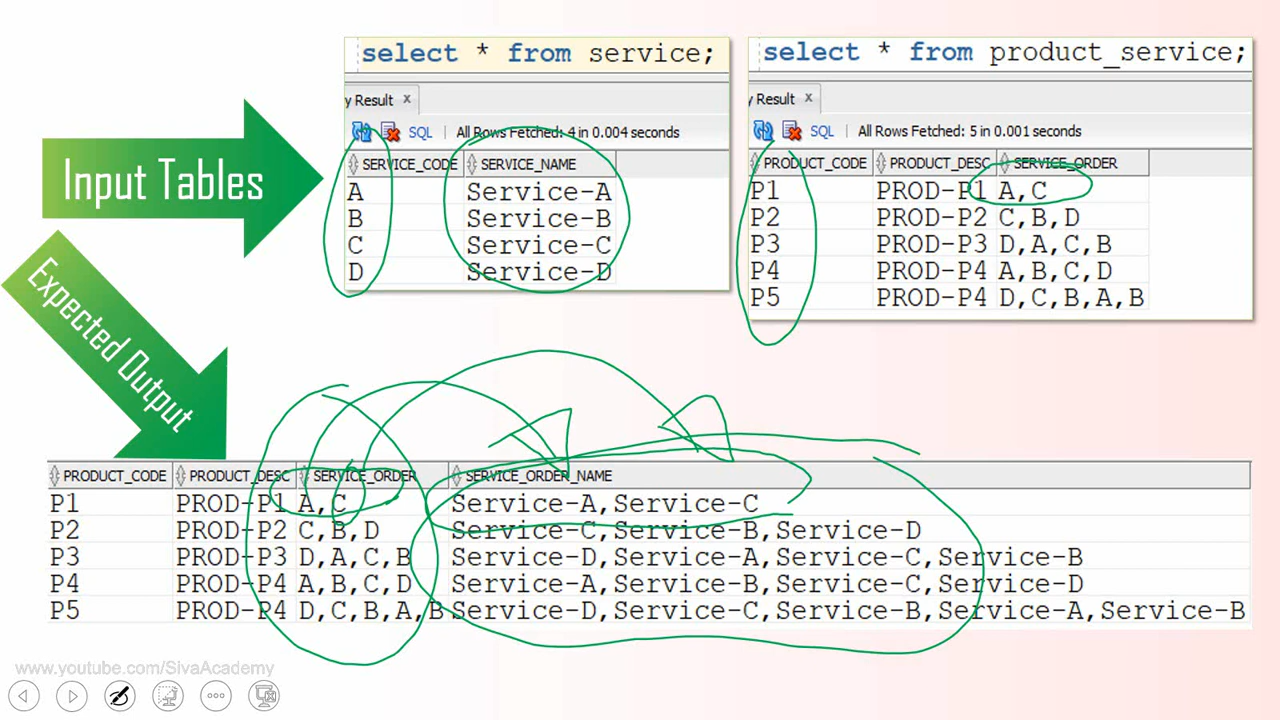 select * from service;
y Result x
SQL | All Rows Fetched: 4 in 0.004 seconds
SERVICE_CODE SERVICE_NAME
A Service-A
B Service-B
C Service-C
D Service-D
select * from product_service;
y Result x
SQL | All Rows Fetched: 5 in 0.001 seconds
PRODUCT_CODE PRODUCT_DESC SERVICE_ORDER
P1 PROD-P1 A,C
P2 PROD-P2 C,B,D
P3 PROD-P3 D,A,C,B
P4 PROD-P4 A,B,C,D
P5 PROD-P4 D,C,B,A,B
Input Tables
Expected Output
PRODUCT_CODE PRODUCT_DESC SERVICE_ORDER SERVICE_ORDER_NAME
P1 PROD-P1 A,C Service-A,Service-C
P2 PROD-P2 C,B,D Service-C,Service-B,Service-D
P3 PROD-P3 D,A,C,B Service-D,Service-A,Service-C,Service-B
P4 PROD-P4 A,B,C,D Service-A,Service-B,Service-C,Service-D
P5 PROD-P4 D,C,B,A,B Service-D,Service-C,Service-B,Service-A,Service-B
www.youtube.com/SivaAcademy